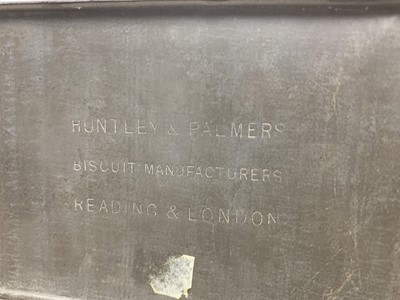 HUNTLEY & PALMERS
BISCUIT MANUFACTURERS
READING & LONDON